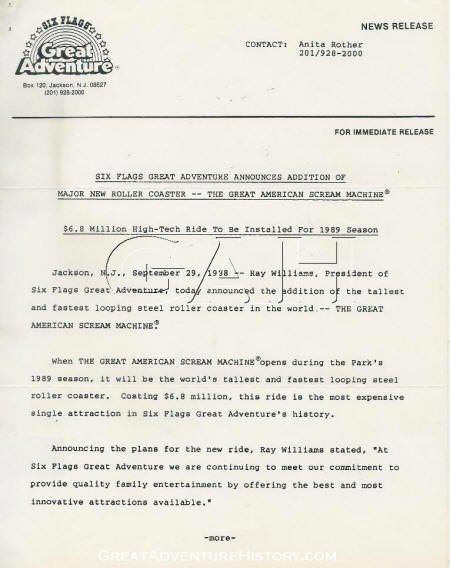 SIX FLAGS
Great
Adventure®
Box 120, Jackson, N.J. 08527
(201) 928-2000
NEWS RELEASE
CONTACT: Anita Rother
201/928-2000
FOR IMMEDIATE RELEASE
SIX FLAGS GREAT ADVENTURE ANNOUNCES ADDITION OF
MAJOR NEW ROLLER COASTER -- THE GREAT AMERICAN SCREAM MACHINE®
$6.8 Million High-Tech Ride To Be Installed For 1989 Season
GAH
Jackson, N.J., September 29, 1988 -- Ray Williams, President of
Six Flags Great Adventure, today announced the addition of the tallest
and fastest looping steel roller coaster in the world -- THE GREAT
AMERICAN SCREAM MACHINE®.
When THE GREAT AMERICAN SCREAM MACHINE® opens during the Park's
1989 season, it will be the world's tallest and fastest looping steel
roller coaster. Costing $6.8 million, this ride is the most expensive
single attraction in Six Flags Great Adventure's history.
Announcing the plans for the new ride, Ray Williams stated, "At
Six Flags Great Adventure we are continuing to meet our commitment to
provide quality family entertainment by offering the best and most
innovative attractions available."
-more-
GREATADVENTUREHISTORY.COM